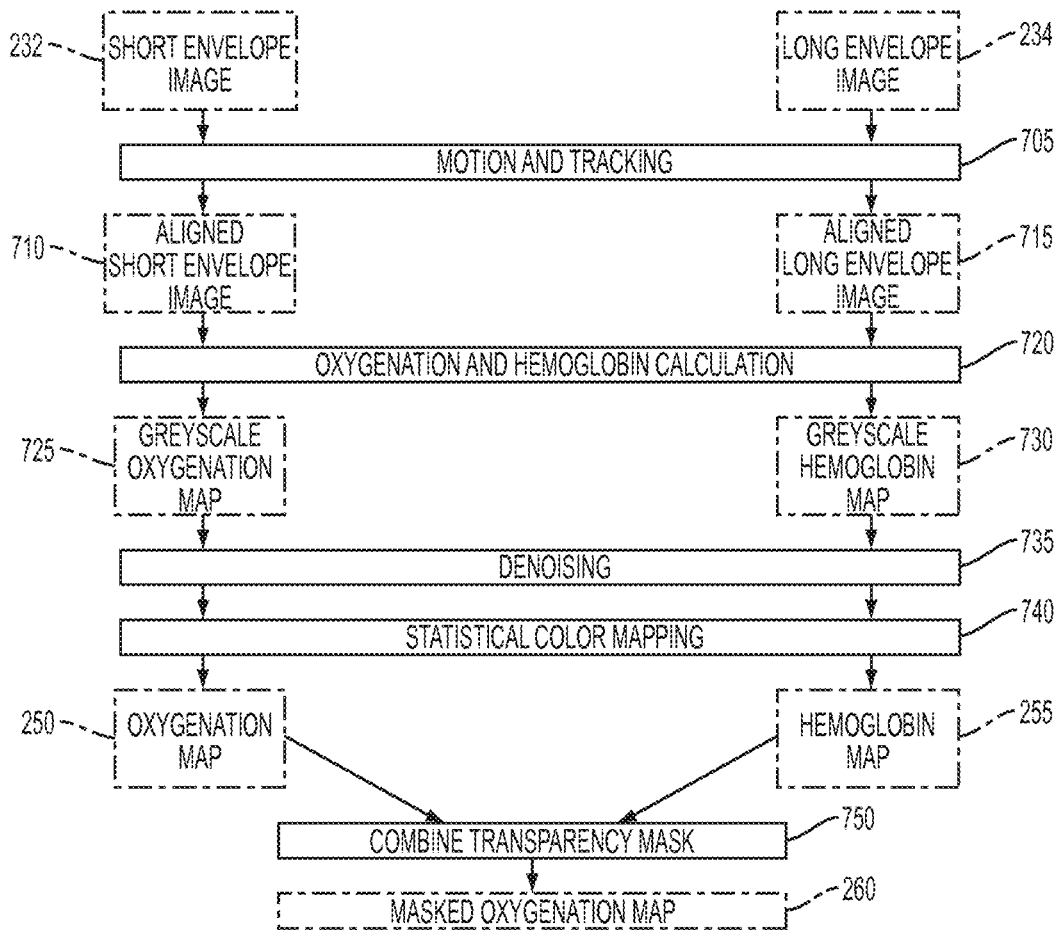 232
SHORT ENVELOPE
IMAGE
LONG ENVELOPE
IMAGE
234
MOTION AND TRACKING
705
710
ALIGNED
SHORT ENVELOPE
IMAGE
ALIGNED
LONG ENVELOPE
IMAGE
715
OXYGENATION AND HEMOGLOBIN CALCULATION
720
725
GREYSCALE
OXYGENATION
MAP
GREYSCALE
HEMOGLOBIN
MAP
730
DENOISING
735
STATISTICAL COLOR MAPPING
740
250
OXYGENATION
MAP
HEMOGLOBIN
MAP
255
COMBINE TRANSPARENCY MASK
750
MASKED OXYGENATION MAP
260